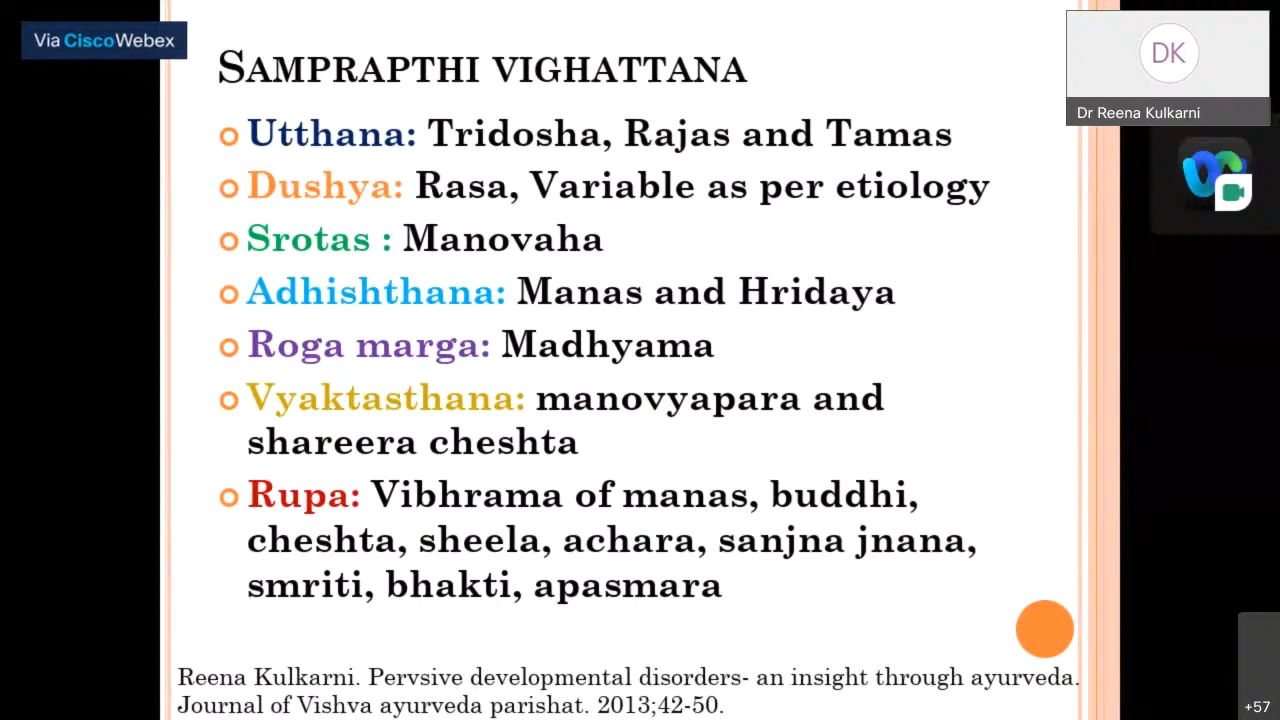 Via CiscoWebex
SAMPRAPTHI VIGHATTANA
Utthana: Tridosha, Rajas and Tamas
Dushya: Rasa, Variable as per etiology
Srotas : Manovaha
Adhishthana: Manas and Hridaya
Roga marga: Madhyama
Vyaktasthana: manovyapara and
shareera cheshta
Rupa: Vibhrama of manas, buddhi,
cheshta, sheela, achara, sanjna jnana,
smriti, bhakti, apasmara
Reena Kulkarni. Pervsive developmental disorders- an insight through ayurveda.
Journal of Vishva ayurveda parishat. 2013;42-50.
DK
Dr Reena Kulkarni
+57